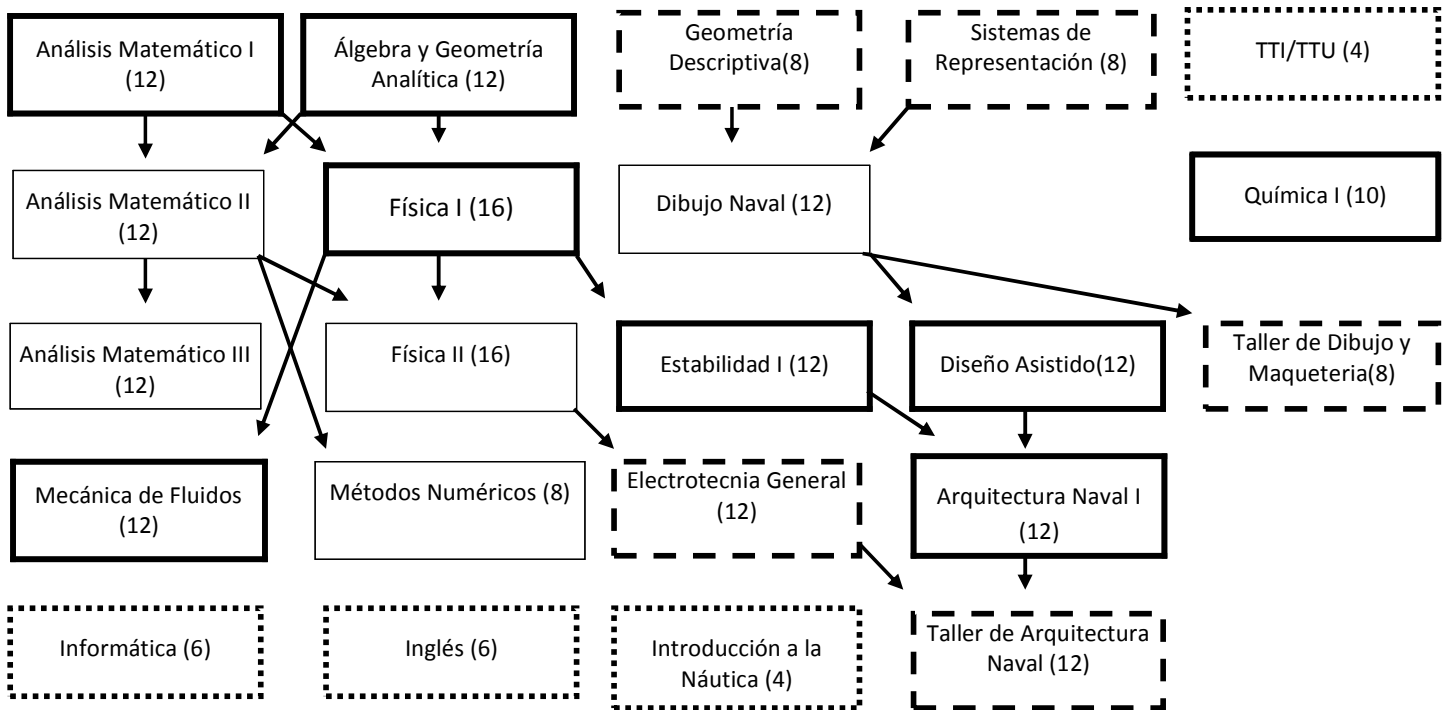 Análisis Matemático I
(12)
Álgebra y Geometría
Analítica (12)
Geometría
Descriptiva(8)
Sistemas de
Representación (8)
TTI/TTU (4)
Análisis Matemático II
(12)
Física I (16)
Dibujo Naval (12)
Química I (10)
Análisis Matemático III
(12)
Física II (16)
Estabilidad I (12)
Diseño Asistido(12)
Taller de Dibujo y
Maqueteria(8)
Mecánica de Fluidos
(12)
Métodos Numéricos (8)
Electrotecnia General
(12)
Arquitectura Naval I
(12)
Informática (6)
Inglés (6)
Introducción a la
Náutica (4)
Taller de Arquitectura
Naval (12)